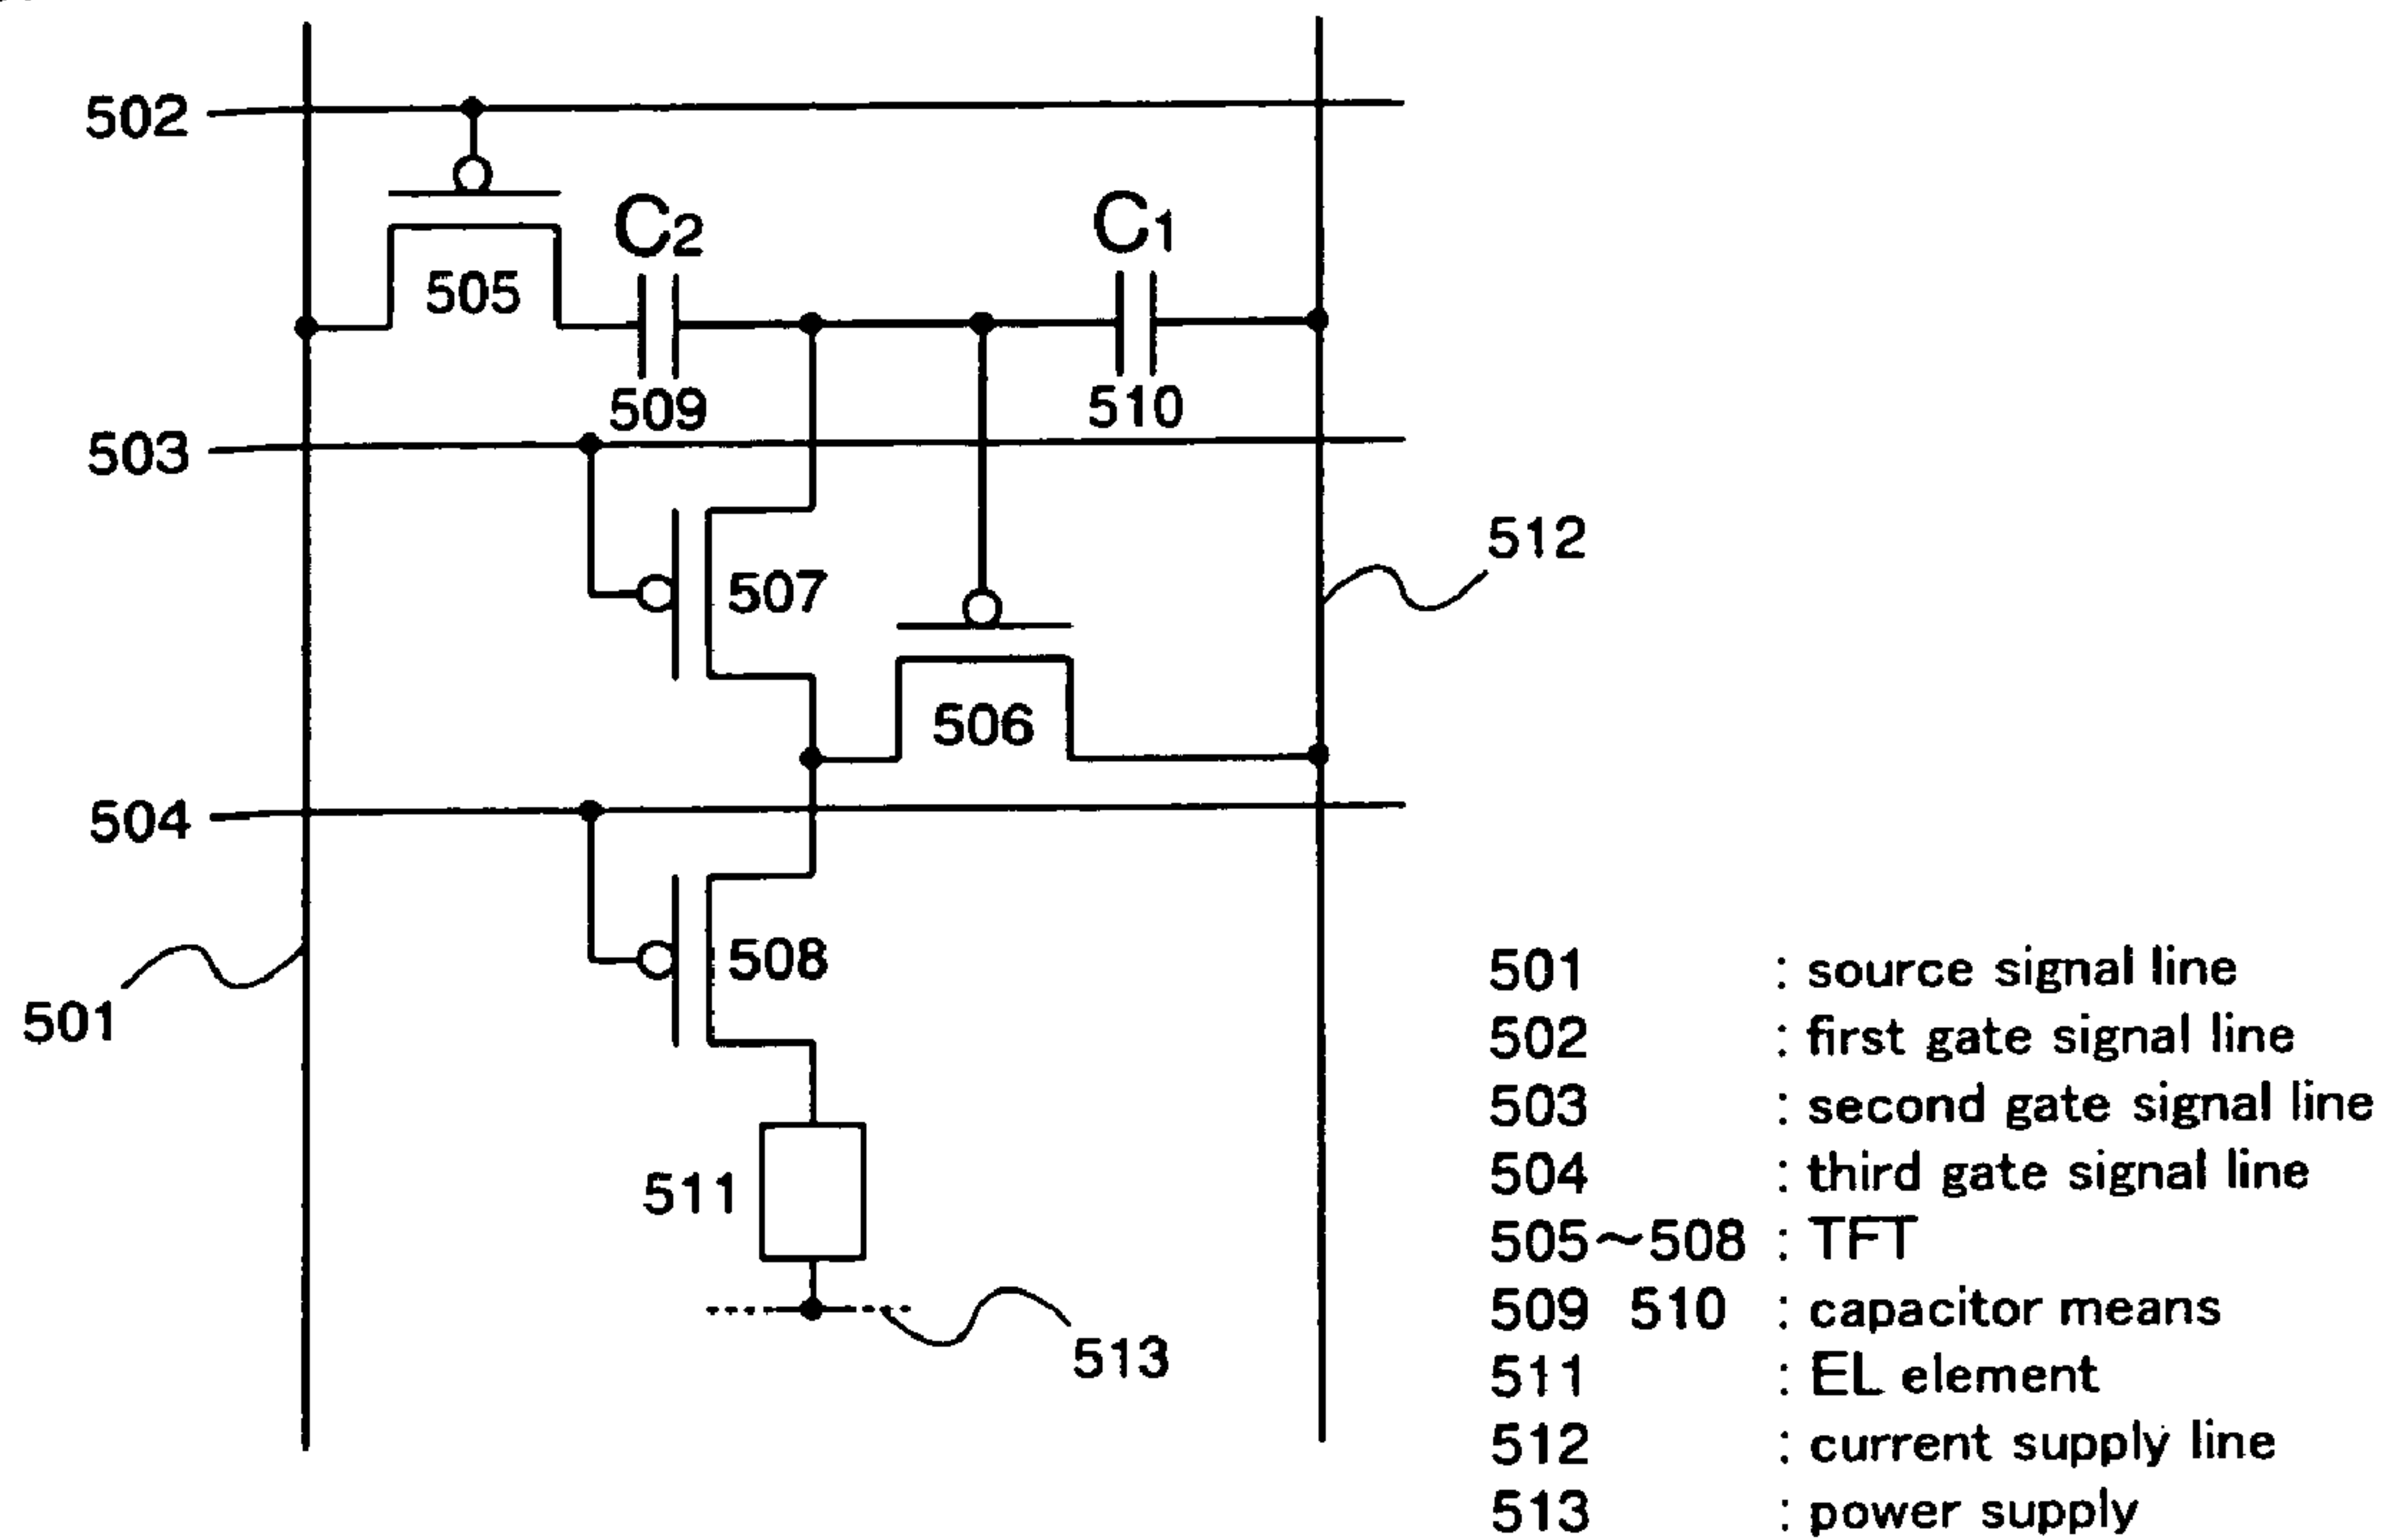 502
C2
C1
505
509
510
503
512
507
506
504
508
501
511
513
501 : source signal line
502 : first gate signal line
503 : second gate signal line
504 : third gate signal line
505~508 : TFT
509 510 : capacitor means
511 : EL element
512 : current supply line
513 : power supply